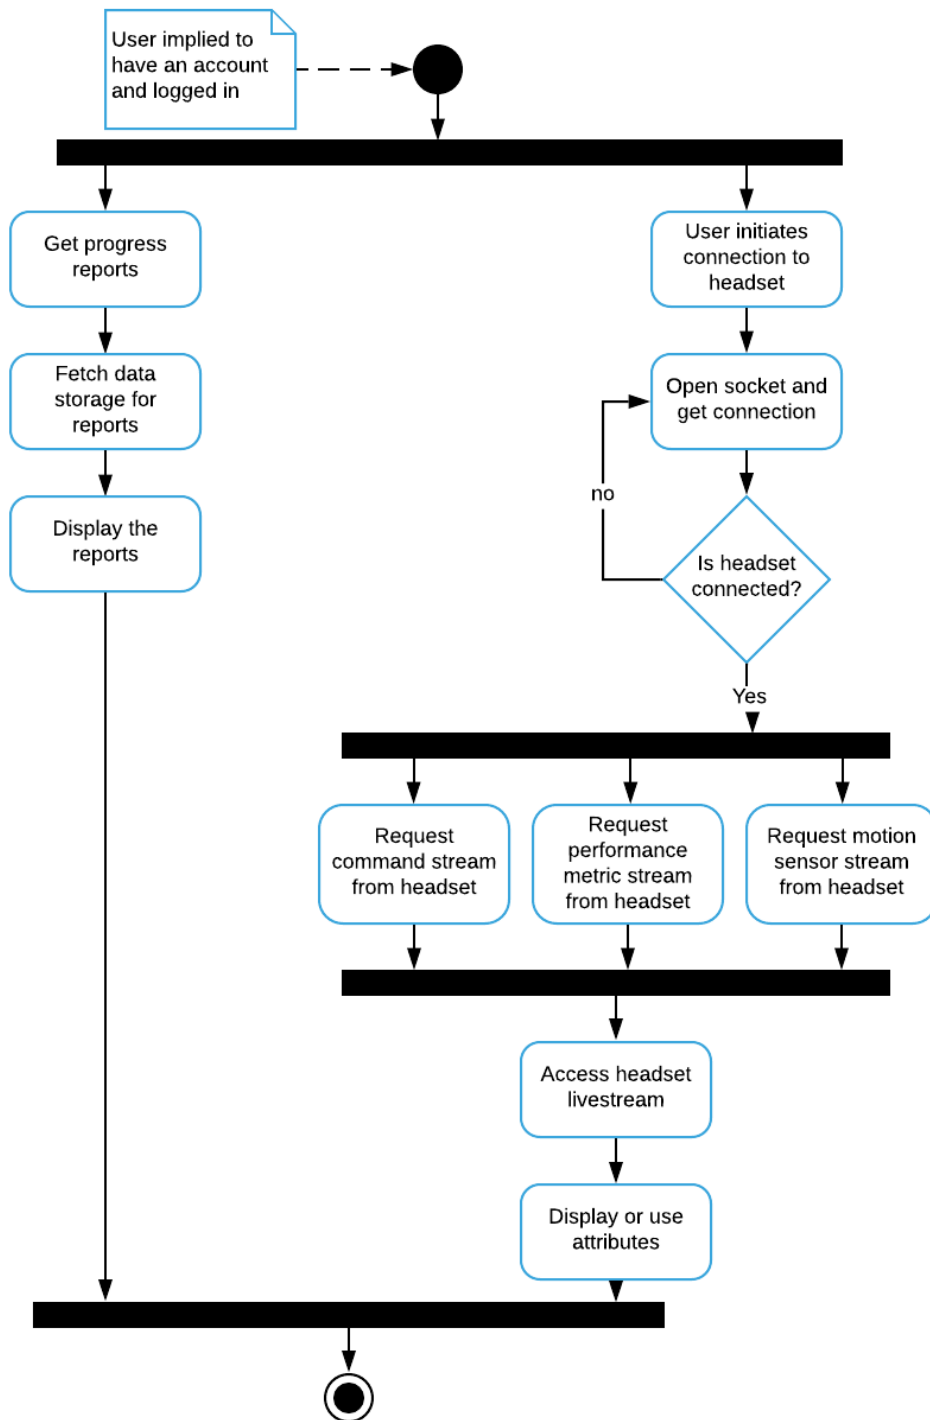 User implied to
have an account
and logged in
Get progress
reports
User initiates
connection to
headset
Fetch data
storage for
reports
Open socket and
get connection
no
Display the
reports
Is headset
connected?
Yes
Request
command stream
from headset
Request
performance
metric stream
from headset
Request motion
sensor stream
from headset
Access headset
livestream
Display or use
attributes